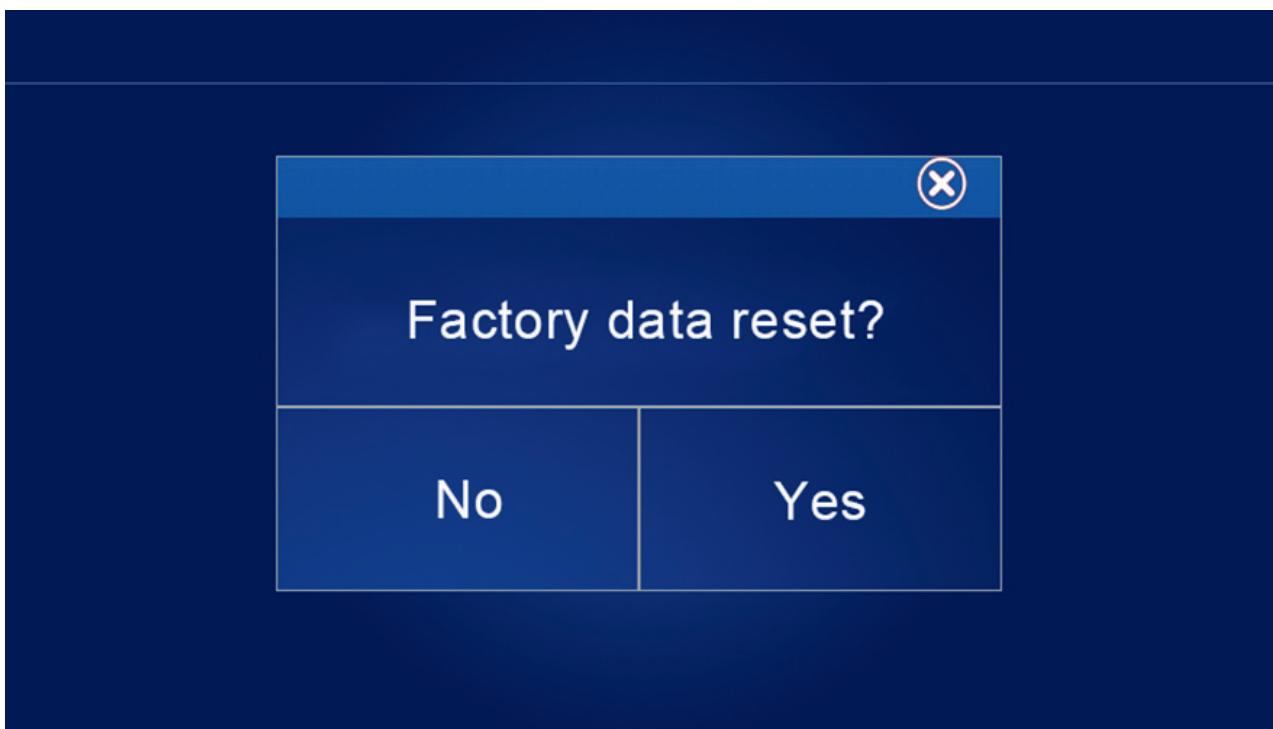 Factory data reset?
No
Yes